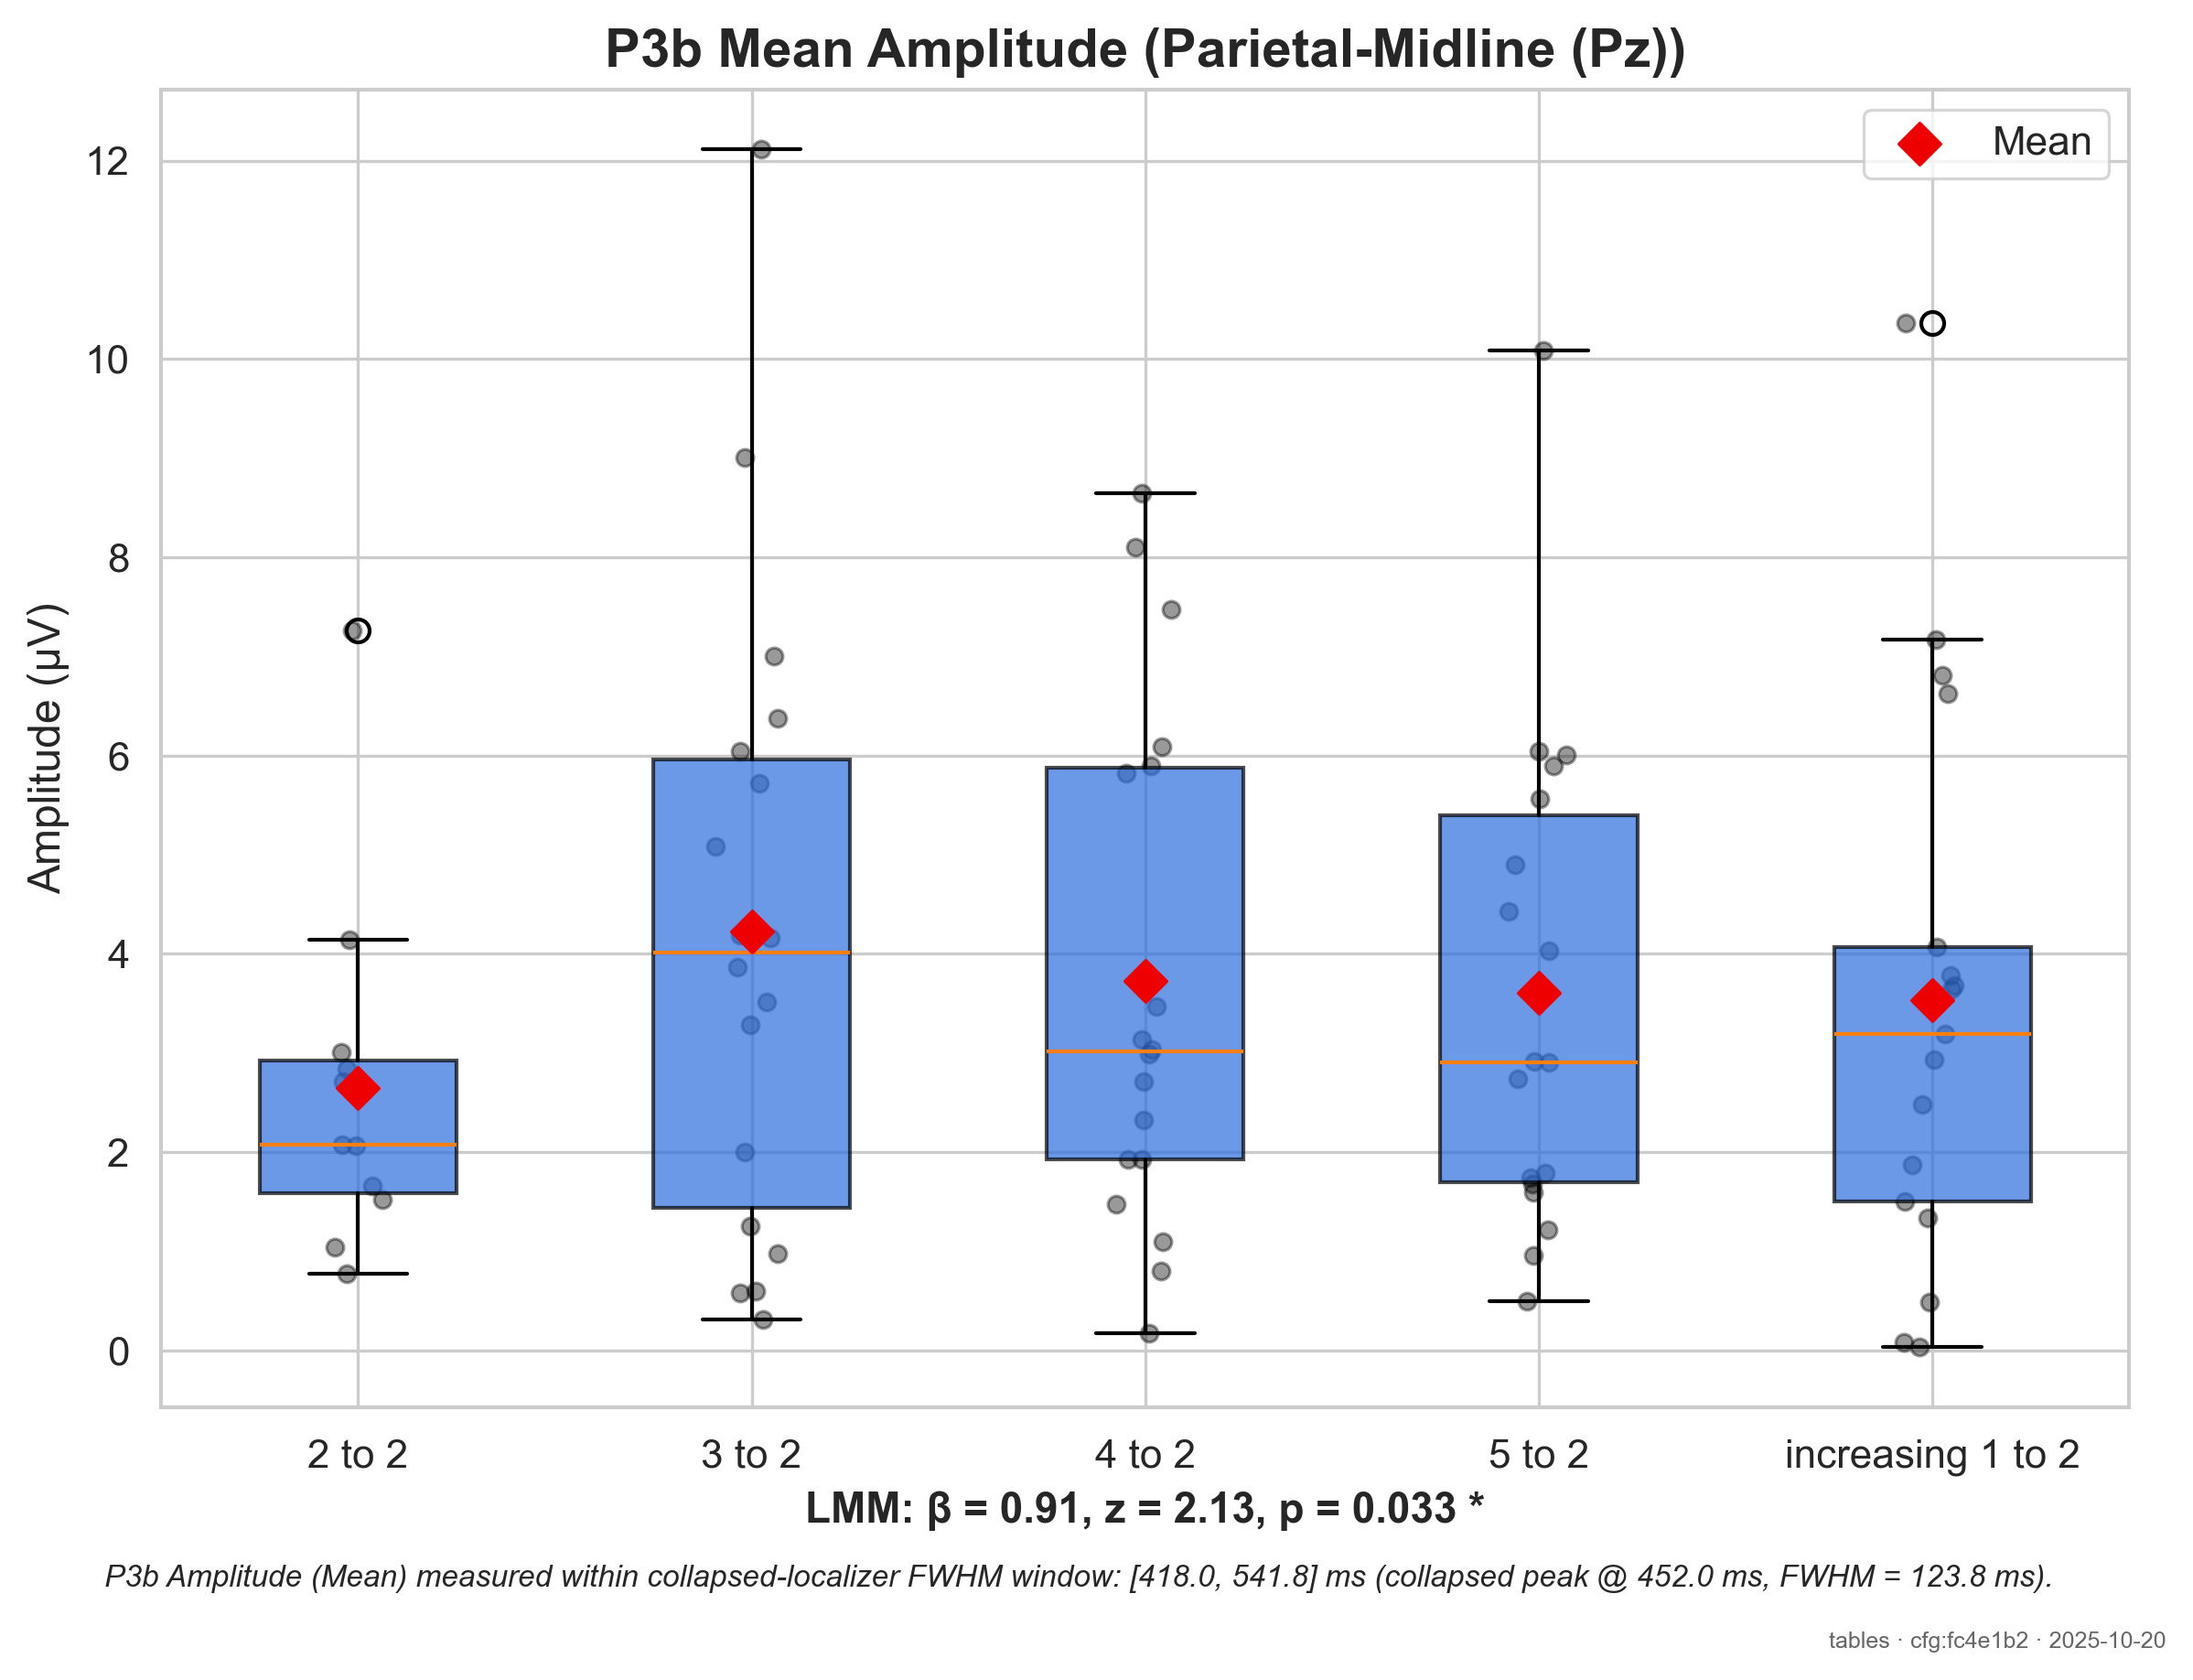 P3b Mean Amplitude (Parietal-Midline (Pz))
Mean
12
10
8
6
4
2
0
Amplitude (μV)
2 to 2
3 to 2
4 to 2
5 to 2
increasing 1 to 2
LMM: β = 0.91, z = 2.13, p = 0.033 *
P3b Amplitude (Mean) measured within collapsed-localizer FWHM window: [418.0, 541.8] ms (collapsed peak @ 452.0 ms, FWHM = 123.8 ms).
tables · cfg:fc4e1b2 · 2025-10-20